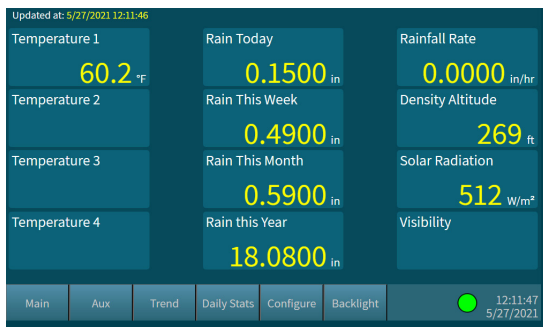 Updated at: 5/27/2021 12:11:46
Temperature 1
60.2 °F
Rain Today
0.1500 in
Rainfall Rate
0.0000 in/hr
Temperature 2
Rain This Week
0.4900 in
Density Altitude
269 ft
Temperature 3
Rain This Month
0.5900 in
Solar Radiation
512 W/m²
Temperature 4
Rain this Year
18.0800 in
Visibility
Main
Aux
Trend
Daily Stats
Configure
Backlight
12:11:47
5/27/2021